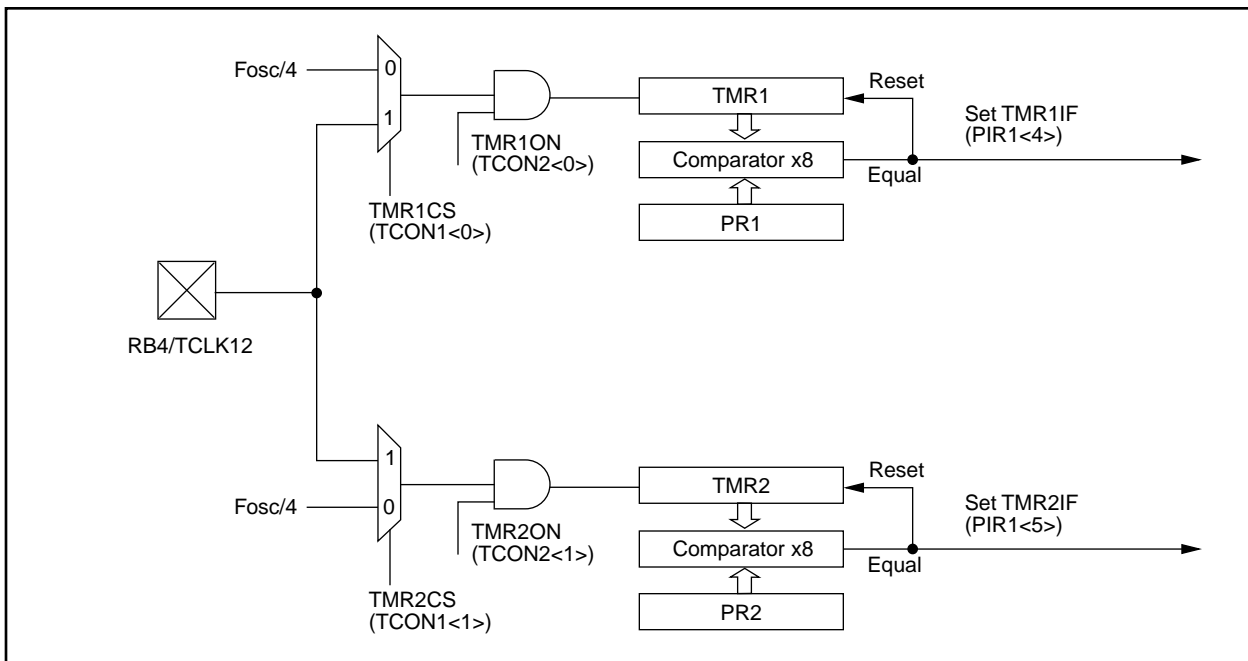 Fosc/4
0
1
TMR1CS
(TCON1<0>)
TMR1ON
(TCON2<0>)
TMR1
Comparator x8
PR1
Reset
Equal
Set TMR1IF
(PIR1<4>)
RB4/TCLK12
1
Fosc/4
0
TMR2CS
(TCON1<1>)
TMR2ON
(TCON2<1>)
TMR2
Comparator x8
PR2
Reset
Equal
Set TMR2IF
(PIR1<5>)